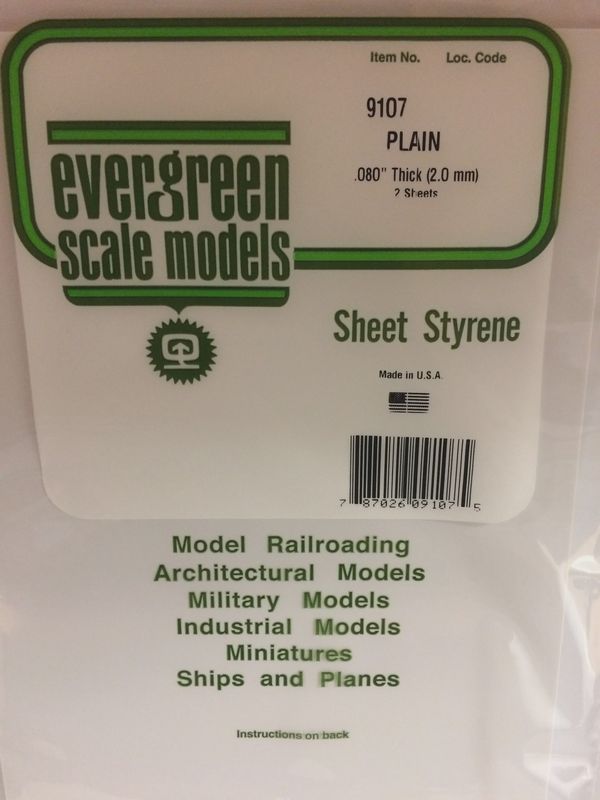 Item No. Loc. Code
9107
PLAIN
.080" Thick (2.0 mm)
2 Sheets
evergreen
scale models
Sheet Styrene
Made in U.S.A.
7 87026 09107 5
Model Railroading
Architectural Models
Military Models
Industrial Models
Miniatures
Ships and Planes
Instructions on back